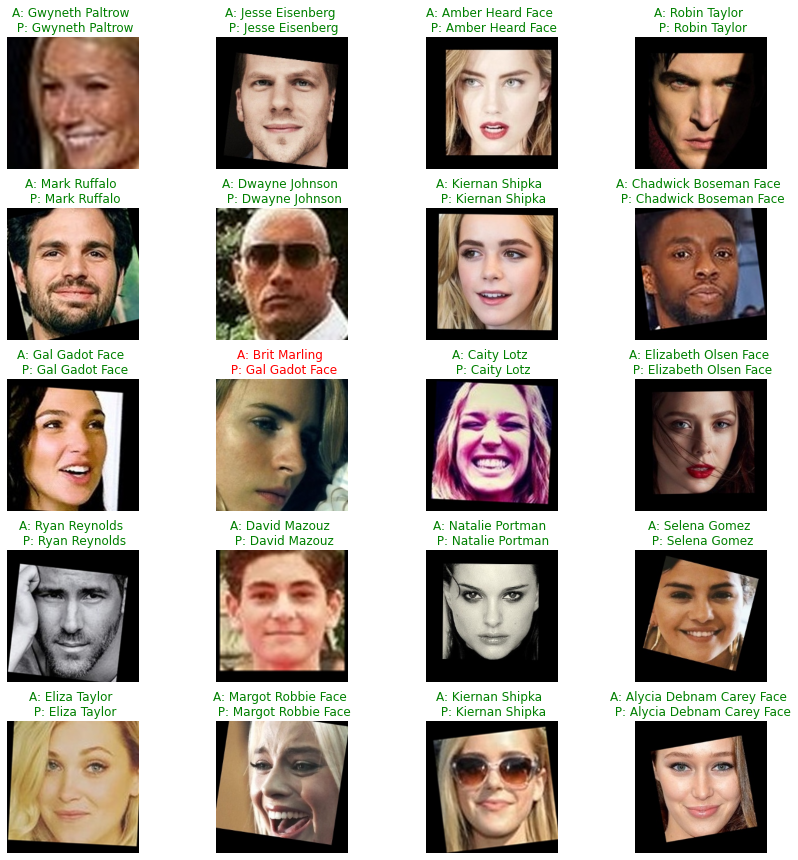 A: Gwyneth Paltrow
P: Gwyneth Paltrow
A: Jesse Eisenberg
P: Jesse Eisenberg
A: Amber Heard Face
P: Amber Heard Face
A: Robin Taylor
P: Robin Taylor
A: Mark Ruffalo
P: Mark Ruffalo
A: Dwayne Johnson
P: Dwayne Johnson
A: Kiernan Shipka
P: Kiernan Shipka
A: Chadwick Boseman Face
P: Chadwick Boseman Face
A: Gal Gadot Face
P: Gal Gadot Face
A: Brit Marling
P: Gal Gadot Face
A: Caity Lotz
P: Caity Lotz
A: Elizabeth Olsen Face
P: Elizabeth Olsen Face
A: Ryan Reynolds
P: Ryan Reynolds
A: David Mazouz
P: David Mazouz
A: Natalie Portman
P: Natalie Portman
A: Selena Gomez
P: Selena Gomez
A: Eliza Taylor
P: Eliza Taylor
A: Margot Robbie Face
P: Margot Robbie Face
A: Kiernan Shipka
P: Kiernan Shipka
A: Alycia Debnam Carey Face
P: Alycia Debnam Carey Face